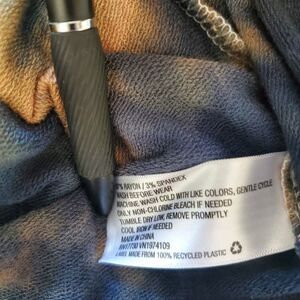 RAYON / 3% SPANDEX
WASH BEFORE WEAR
MACHINE WASH COLD WITH LIKE COLORS, GENTLE CYCLE
ONLY NON-CHLORINE BLEACH IF NEEDED
TUMBLE DRY LOW, REMOVE PROMPTLY
COOL IRON IF NEEDED
MADE IN CHINA
VN1974109
MADE FROM 100% RECYCLED PLASTIC